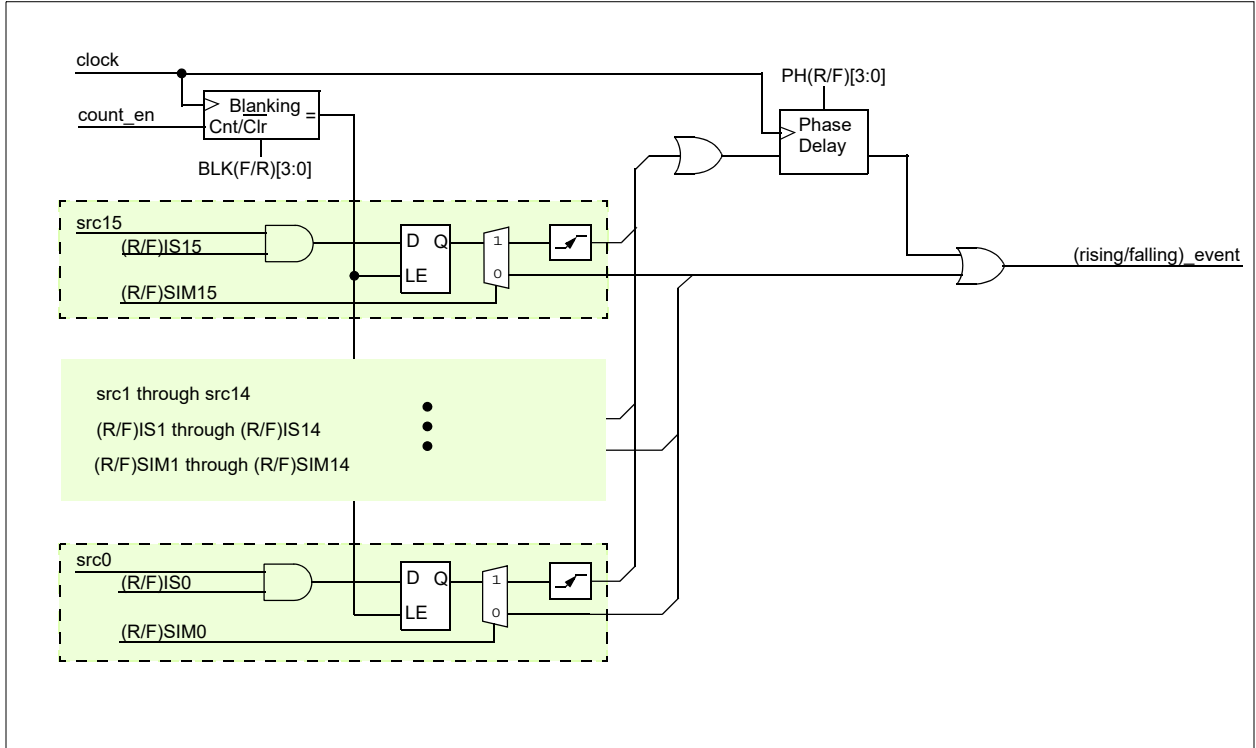 clock
PH(R/F)[3:0]
Blanking
=
count_en
Cnt/Clr
Phase
Delay
BLK(F/R)[3:0]
src15
(R/F)IS15
D Q
1
LE
0
(R/F)SIM15
(rising/falling)_event
src1 through src14
(R/F)IS1 through (R/F)IS14
(R/F)SIM1 through (R/F)SIM14
src0
(R/F)IS0
D Q
1
LE
0
(R/F)SIM0